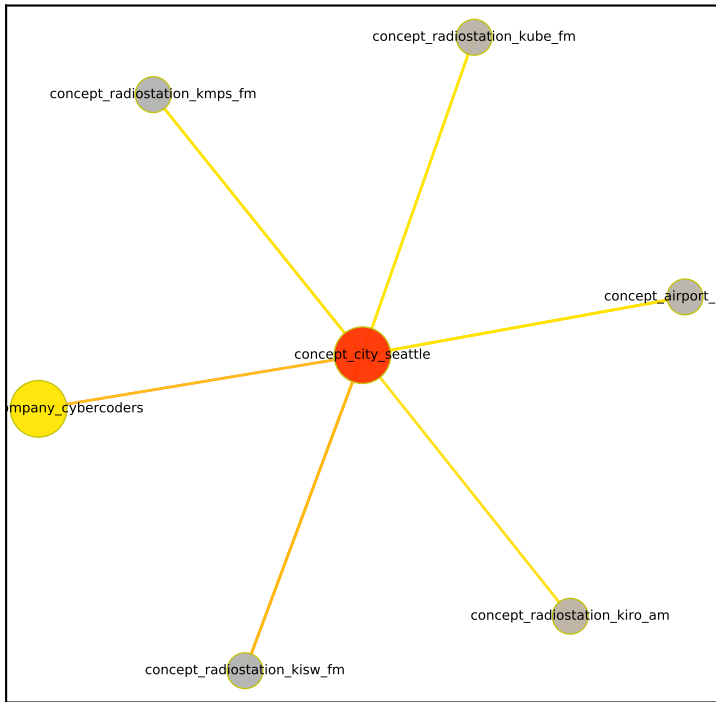 concept_radiostation_kube_fm
concept_radiostation_kmps_fm
concept_airport_
concept_city_seattle
ompany_cybercoders
concept_radiostation_kiro_am
concept_radiostation_kisw_fm